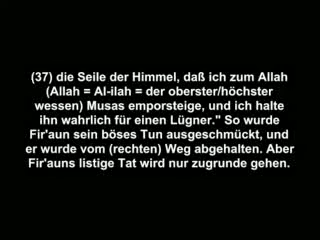 (37) die Seile der Himmel, daß ich zum Allah
(Allah = Al-ilah = der oberster/höchster
wessen) Musas emporsteige, und ich halte
ihn wahrlich für einen Lügner." So wurde
Fir'aun sein böses Tun ausgeschmückt, und
er wurde vom (rechten) Weg abgehalten. Aber
Fir'auns listige Tat wird nur zugrunde gehen.